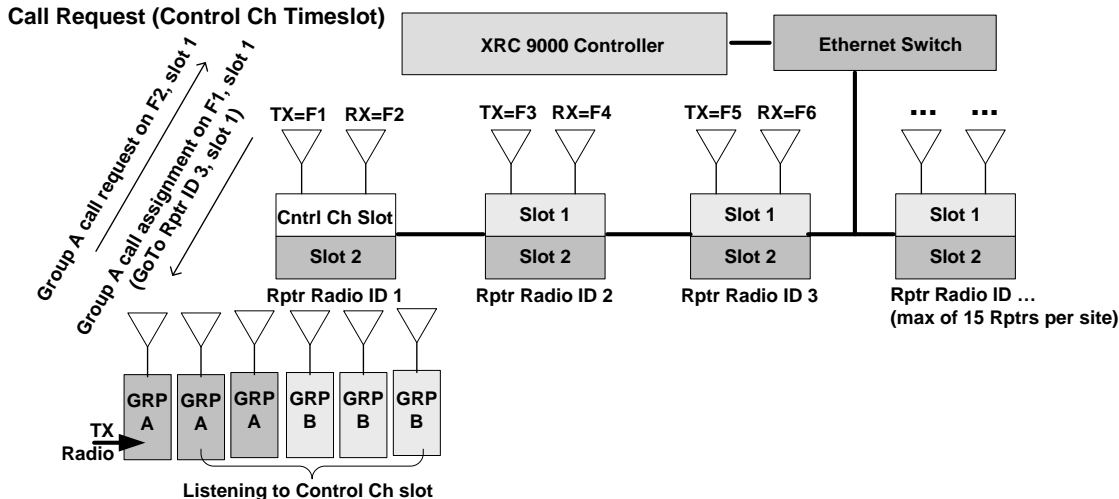 Call Request (Control Ch Timeslot)
XRC 9000 Controller
Ethernet Switch
Group A call request on F2, slot 1
Group A call assignment on F1, slot 1
(GoTo Rptr ID 3, slot 1)
TX=F1 RX=F2
TX=F3 RX=F4
TX=F5 RX=F6
... ...
Cntrl Ch Slot
Slot 2
Rptr Radio ID 1
Slot 1
Slot 2
Rptr Radio ID 2
Slot 1
Slot 2
Rptr Radio ID 3
Slot 1
Slot 2
Rptr Radio ID …
(max of 15 Rptrs per site)
GRP
A
GRP
A
GRP
A
GRP
B
GRP
B
GRP
B
TX
Radio
Listening to Control Ch slot